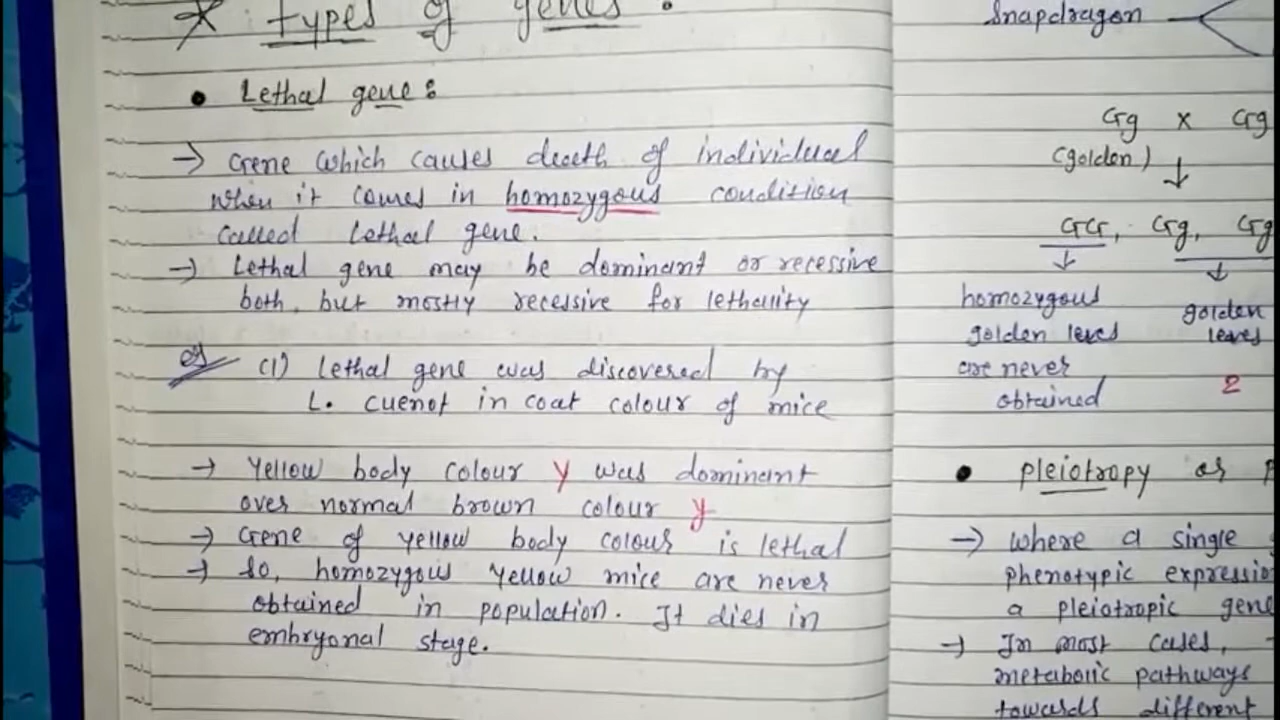 * Types of genes :
• Lethal gene :
→ Gene which causes death of individual
when it comes in homozygous condition
called lethal gene.
→ Lethal gene may be dominant or recessive
both, but mostly recessive for lethality
eg (1) Lethal gene was discovered by
L. cuenot in coat colour of mice
→ Yellow body colour Y was dominant
over normal brown colour y
→ Gene of yellow body colour is lethal
→ So, homozygous yellow mice are never
obtained in population. It dies in
embryonal stage.
Snapdragon
Gg x Gg
(golden) ↓
GG, Gg, Gg
↓ ↓
homozygous
golden leves
are never
obtained
golden
leaves
2
• Pleiotropy or
→ where a single
phenotypic expressio
a pleiotropic gene
→ In most cases,
metabolic pathways
towards different